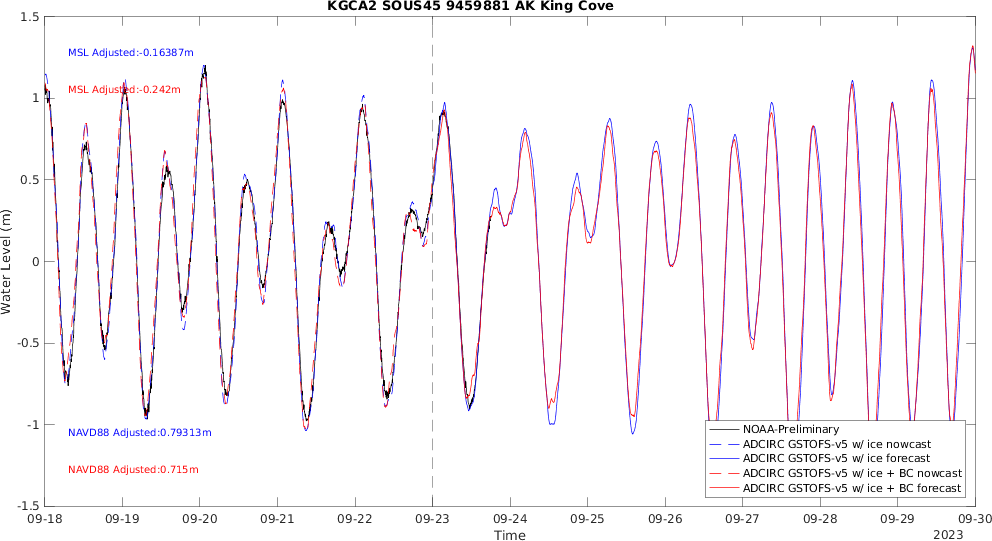 KGCA2 SOUS45 9459881 AK King Cove
MSL Adjusted:-0.16387m
MSL Adjusted:-0.242m
NAVD88 Adjusted:0.79313m
NAVD88 Adjusted:0.715m
Water Level (m)
1.5
1
0.5
0
-0.5
-1
-1.5
NOAA-Preliminary
ADCIRC GSTOFS-v5 w/ ice nowcast
ADCIRC GSTOFS-v5 w/ ice forecast
ADCIRC GSTOFS-v5 w/ ice + BC nowcast
ADCIRC GSTOFS-v5 w/ ice + BC forecast
09-18 09-19 09-20 09-21 09-22 09-23 09-24 09-25 09-26 09-27 09-28 09-29 09-30
Time
2023